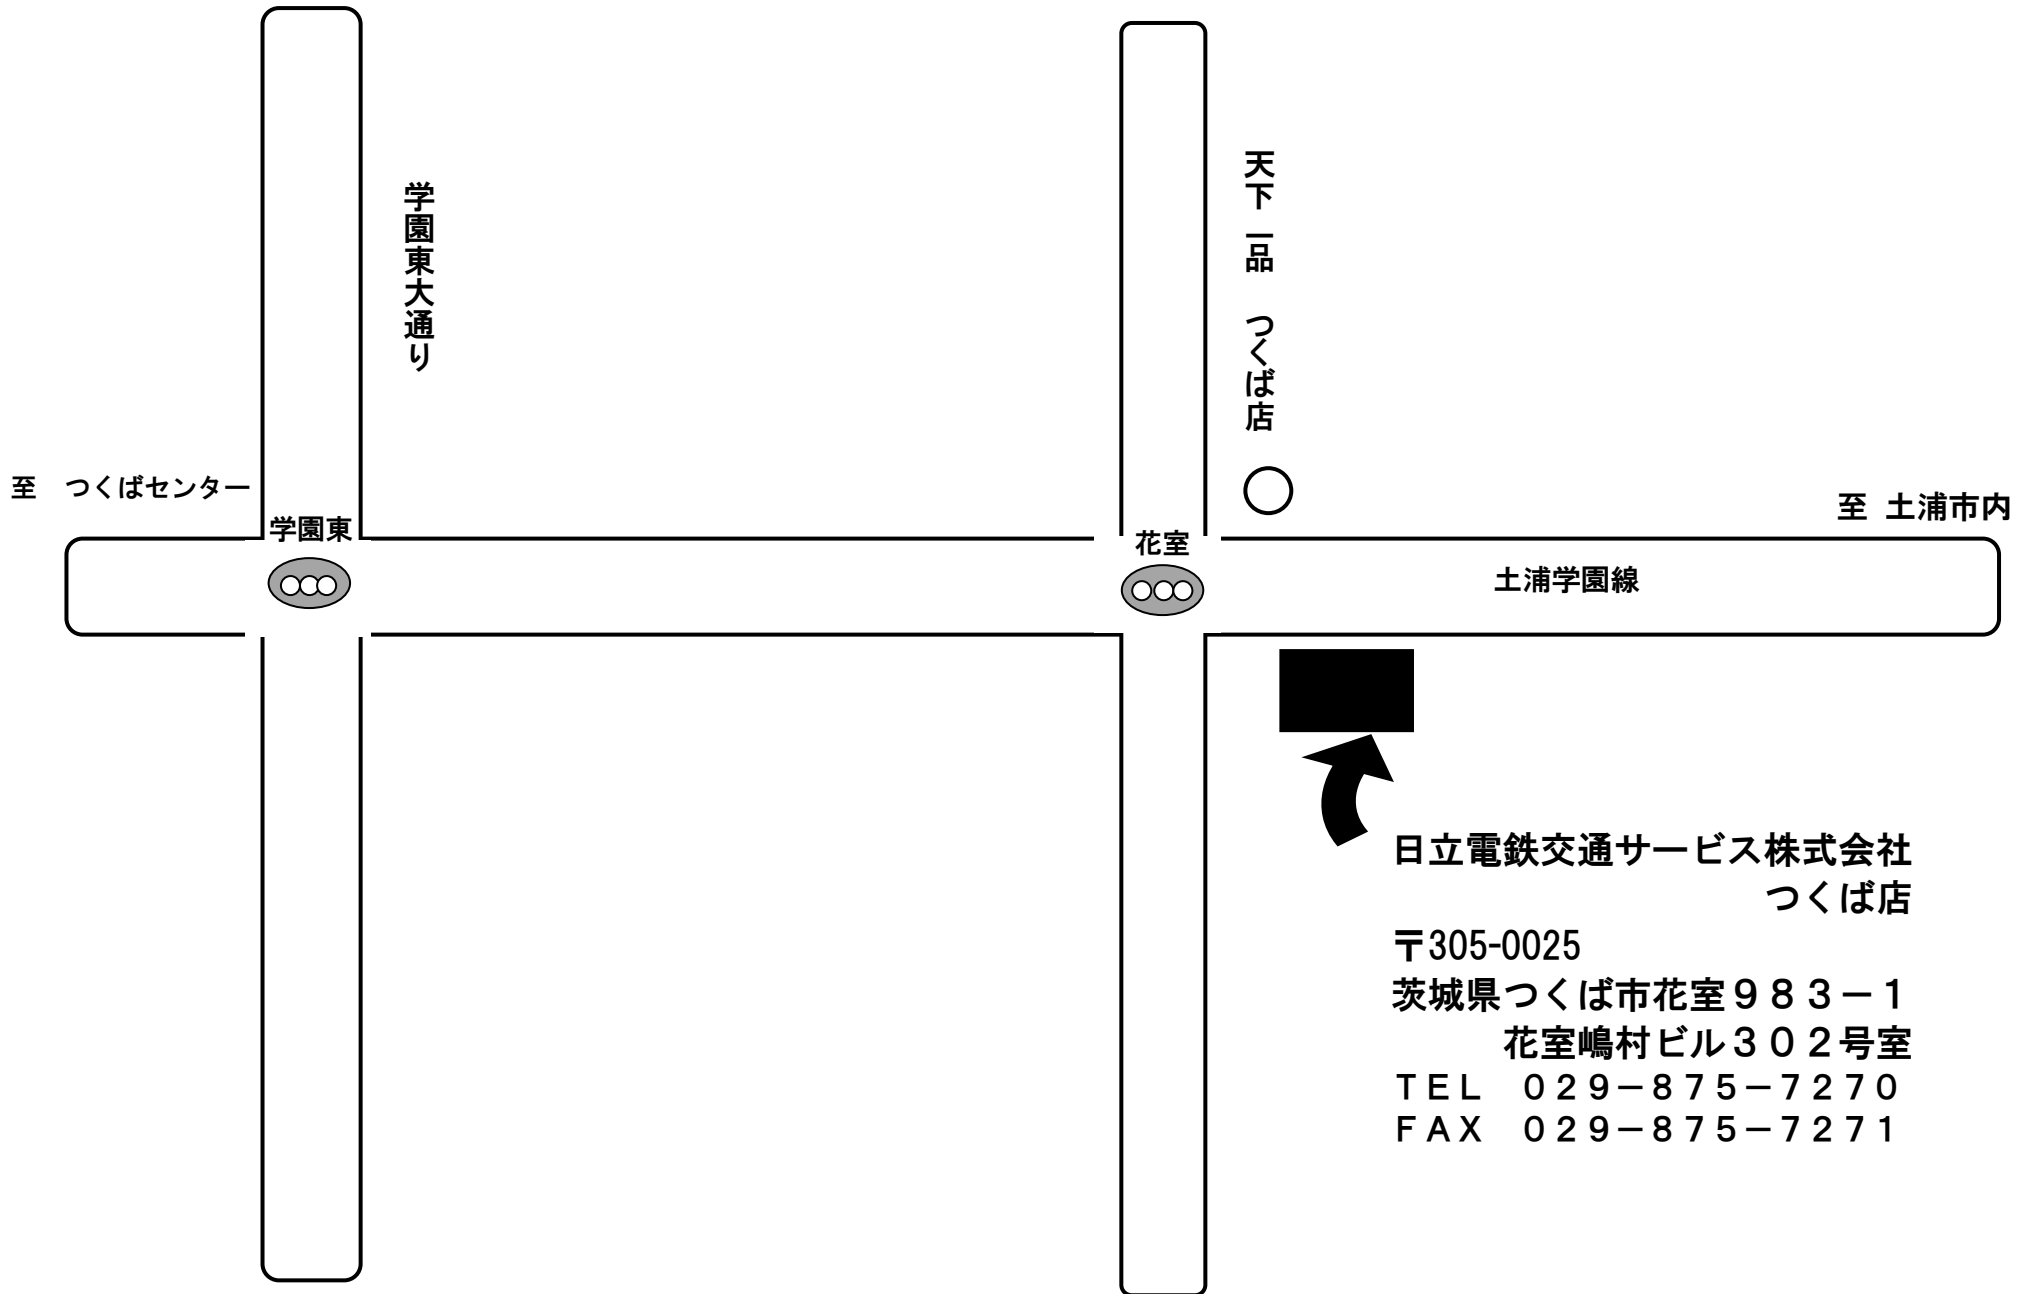 学園東大通り
天下一品　つくば店
至　つくばセンター
至 土浦市内
学園東
花室
土浦学園線
日立電鉄交通サービス株式会社
つくば店
〒305-0025
茨城県つくば市花室９８３－１
花室嶋村ビル３０２号室
ＴＥＬ　０２９－８７５－７２７０
ＦＡＸ　０２９－８７５－７２７１